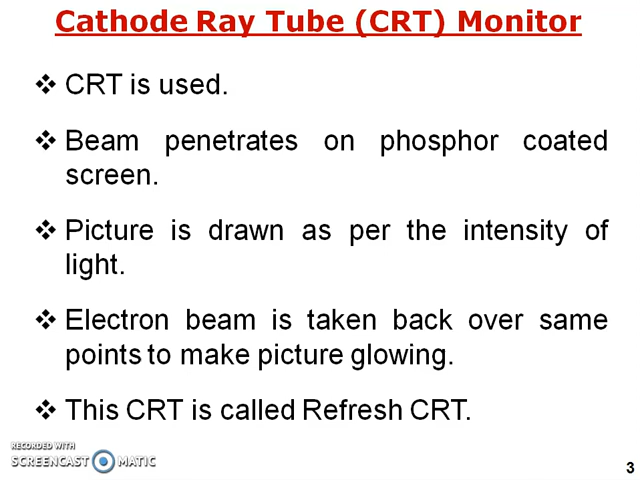 Cathode Ray Tube (CRT) Monitor
❖ CRT is used.
❖ Beam penetrates on phosphor coated
screen.
❖ Picture is drawn as per the intensity of
light.
❖ Electron beam is taken back over same
points to make picture glowing.
❖ This CRT is called Refresh CRT.
RECORDED WITH
SCREENCAST MATIC
3